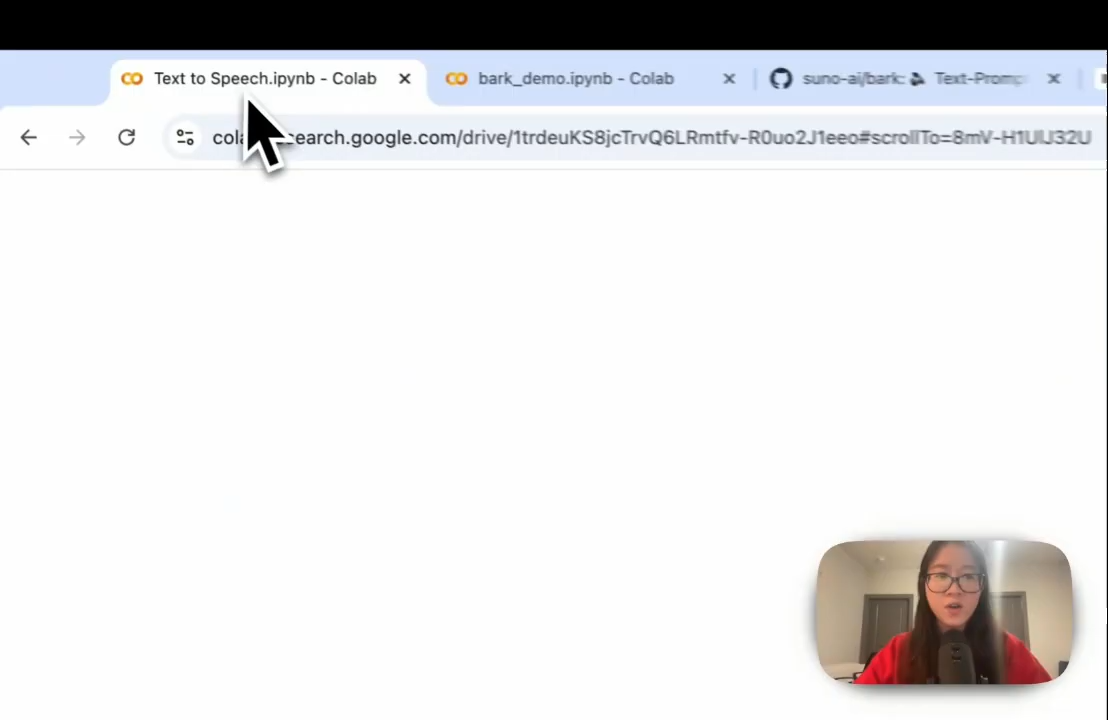 Text to Speech.ipynb - Colab
bark_demo.ipynb - Colab
suno-ai/bark: Text-Promp
search.google.com/drive/1trdeuKS8jcTrvQ6LRmtfv-R0uo2J1eeo#scrollTo=8mV-H1UlJ32U